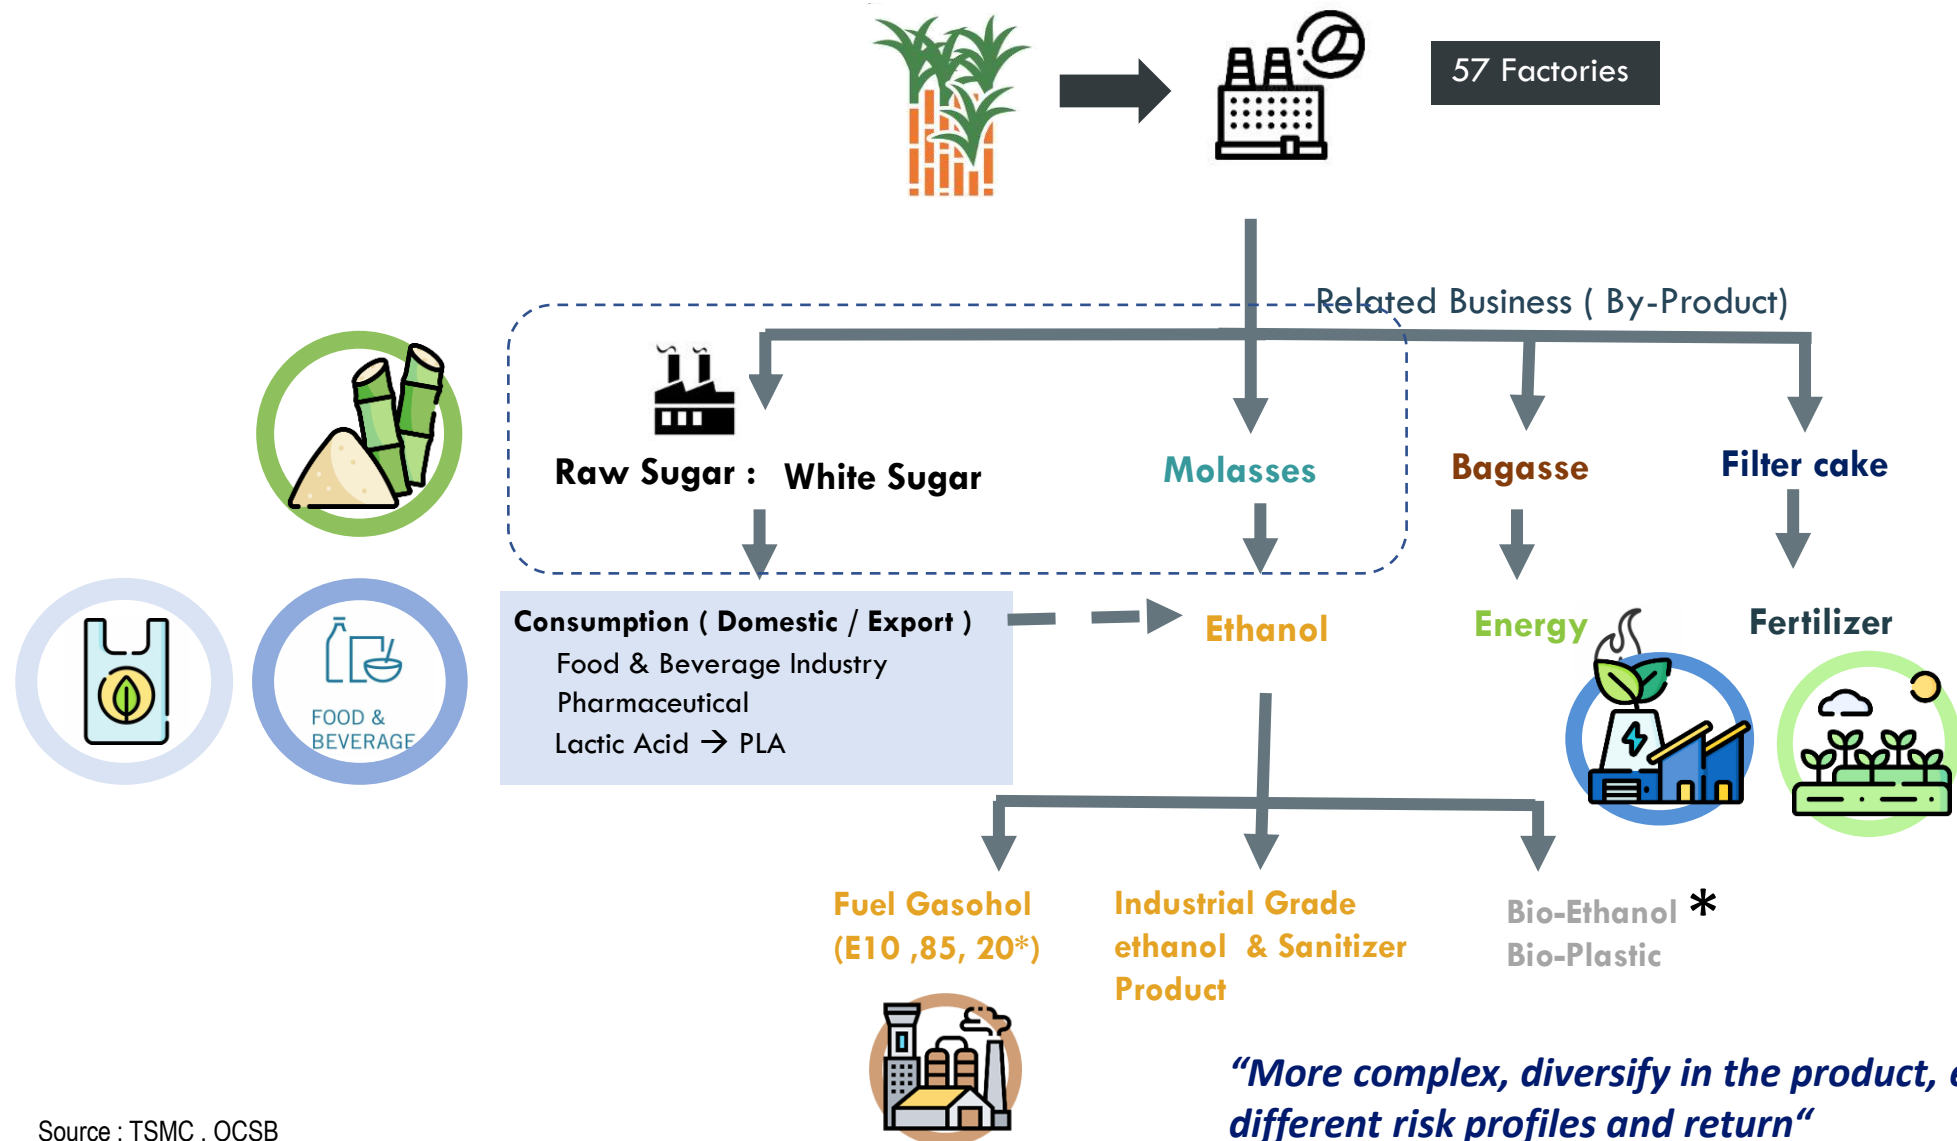 57 Factories
Related Business ( By-Product)
Raw Sugar :
White Sugar
Molasses
Bagasse
Filter cake
Consumption ( Domestic / Export )
Food & Beverage Industry
Pharmaceutical
Lactic Acid → PLA
Ethanol
Energy
Fertilizer
FOOD &
BEVERAGE
Fuel Gasohol
(E10 ,85, 20*)
Industrial Grade
ethanol & Sanitizer
Product
Bio-Ethanol *
Bio-Plastic
“More complex, diversify in the product,
different risk profiles and return“
Source : TSMC , OCSB